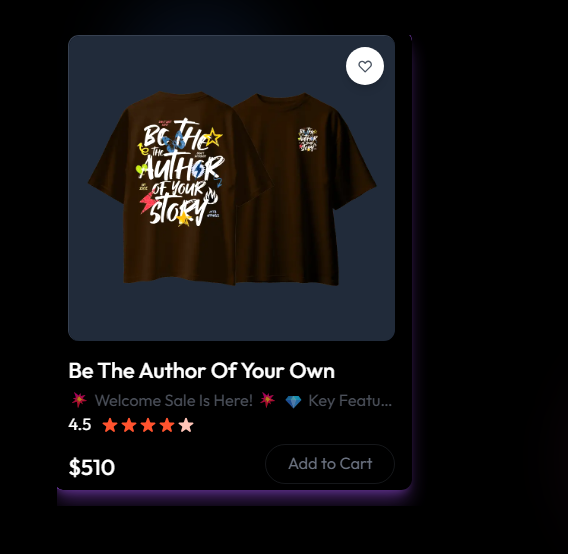 BE THE
THE
AUTHOR
OF YOUR
STORY
Be The Author Of Your Own
Welcome Sale Is Here! Key Featu...
4.5
$510
Add to Cart